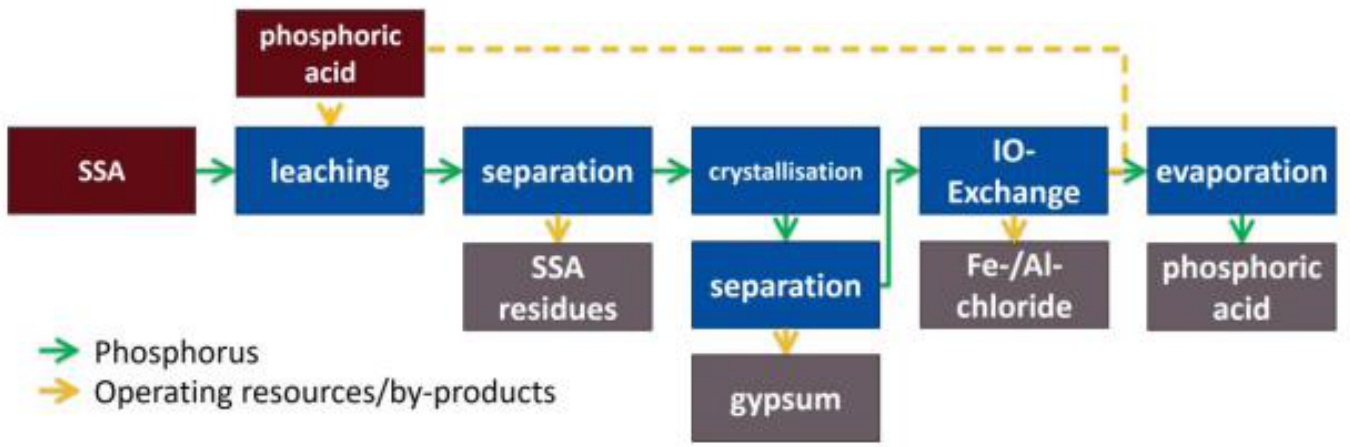 phosphoric
acid
SSA
leaching
separation
crystallisation
IO-
Exchange
evaporation
SSA
residues
separation
Fe-/Al-
chloride
phosphoric
acid
gypsum
Phosphorus
Operating resources/by-products